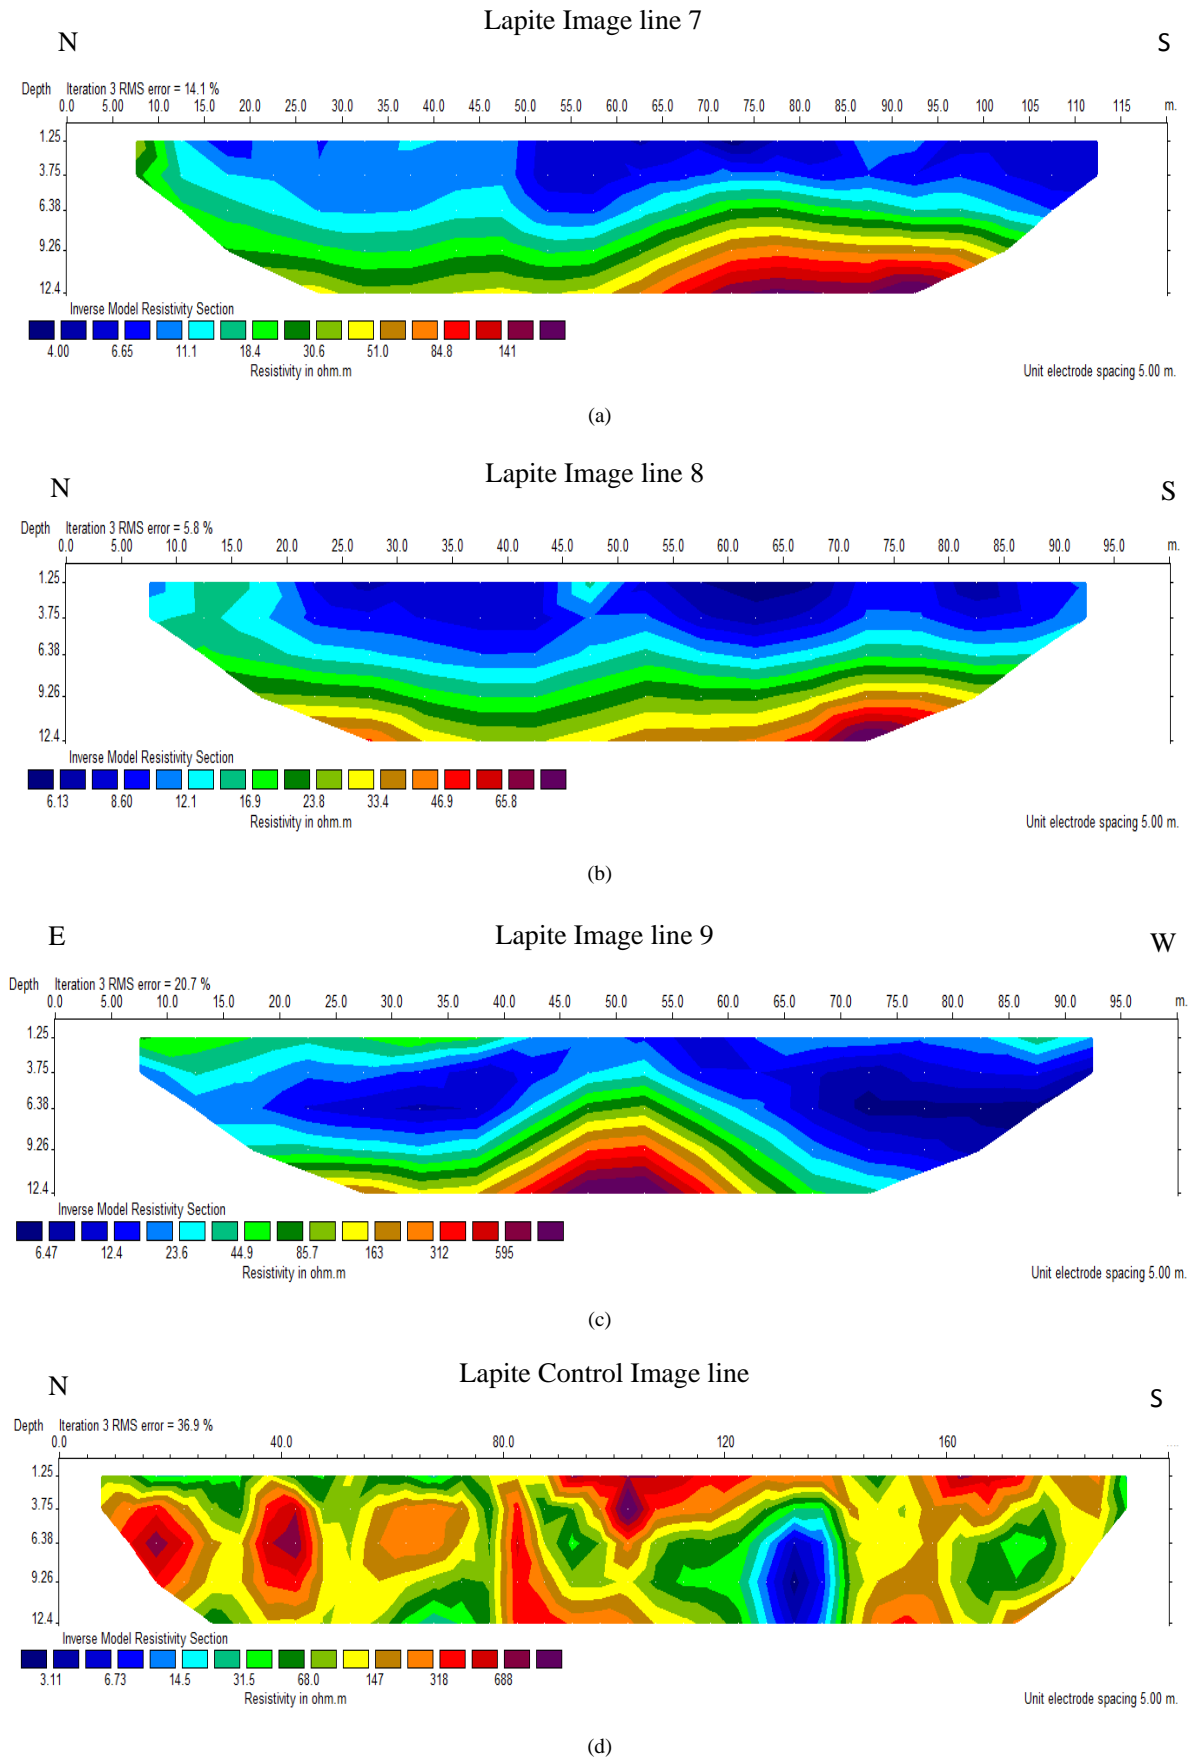 Lapite Image line 7
N S
Depth Iteration 3 RMS error = 14.1 %
0.0 5.00 10.0 15.0 20.0 25.0 30.0 35.0 40.0 45.0 50.0 55.0 60.0 65.0 70.0 75.0 80.0 85.0 90.0 95.0 100 105 110 115 m.
1.25
3.75
6.38
9.26
12.4
Inverse Model Resistivity Section
4.00 6.65 11.1 18.4 30.6 51.0 84.8 141
Resistivity in ohm.m Unit electrode spacing 5.00 m.
(a)
Lapite Image line 8
N S
Depth Iteration 3 RMS error = 5.8 %
0.0 5.00 10.0 15.0 20.0 25.0 30.0 35.0 40.0 45.0 50.0 55.0 60.0 65.0 70.0 75.0 80.0 85.0 90.0 95.0 m.
1.25
3.75
6.38
9.26
12.4
Inverse Model Resistivity Section
6.13 8.60 12.1 16.9 23.8 33.4 46.9 65.8
Resistivity in ohm.m Unit electrode spacing 5.00 m.
(b)
Lapite Image line 9
E W
Depth Iteration 3 RMS error = 20.7 %
0.0 5.00 10.0 15.0 20.0 25.0 30.0 35.0 40.0 45.0 50.0 55.0 60.0 65.0 70.0 75.0 80.0 85.0 90.0 95.0 m.
1.25
3.75
6.38
9.26
12.4
Inverse Model Resistivity Section
6.47 12.4 23.6 44.9 85.7 163 312 595
Resistivity in ohm.m Unit electrode spacing 5.00 m.
(c)
Lapite Control Image line
N S
Depth Iteration 3 RMS error = 36.9 %
0.0 40.0 80.0 120 160
1.25
3.75
6.38
9.26
12.4
Inverse Model Resistivity Section
3.11 6.73 14.5 31.5 68.0 147 318 688
Resistivity in ohm.m Unit electrode spacing 5.00 m.
(d)